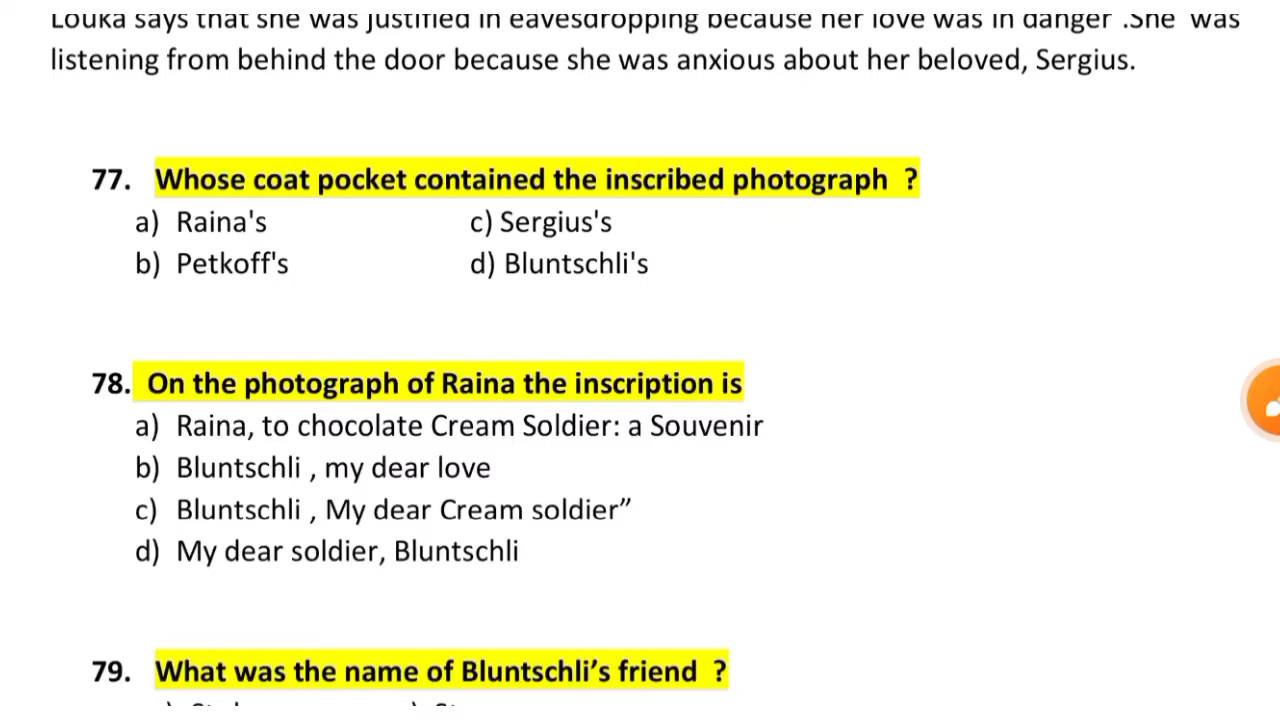 Louka says that she was justified in eavesdropping because her love was in danger .She was
listening from behind the door because she was anxious about her beloved, Sergius.
77. Whose coat pocket contained the inscribed photograph ?
a) Raina's c) Sergius's
b) Petkoff's d) Bluntschli's
78. On the photograph of Raina the inscription is
a) Raina, to chocolate Cream Soldier: a Souvenir
b) Bluntschli , my dear love
c) Bluntschli , My dear Cream soldier”
d) My dear soldier, Bluntschli
79. What was the name of Bluntschli’s friend ?